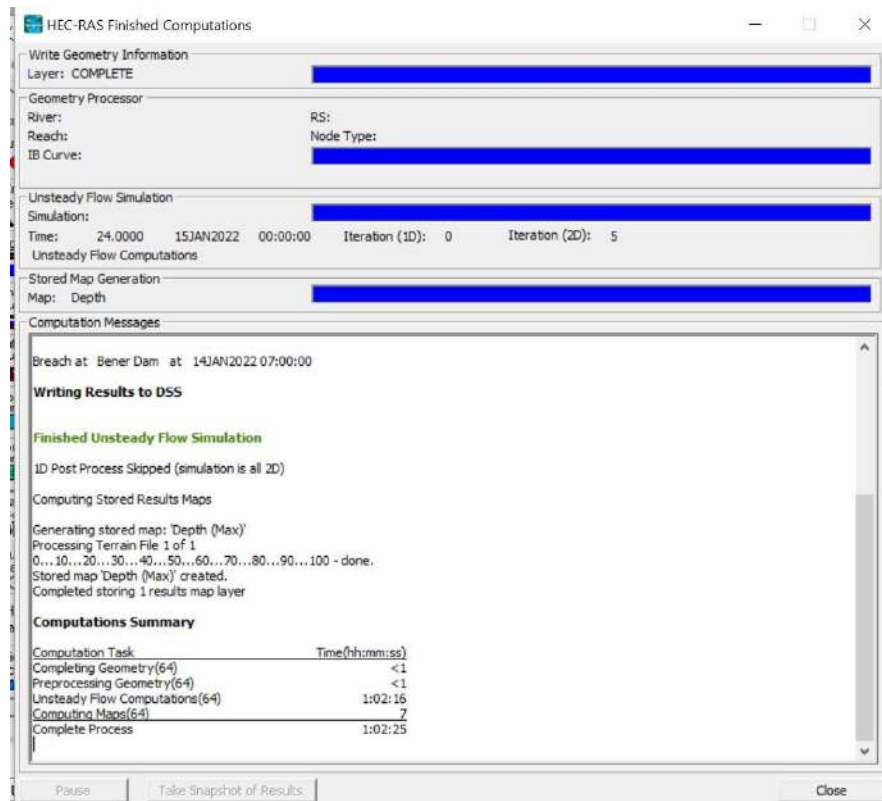 HEC-RAS Finished Computations
Write Geometry Information
Layer: COMPLETE
Geometry Processor
River: RS:
Reach: Node Type:
IB Curve:
Unsteady Flow Simulation
Simulation:
Time: 24.0000 15JAN2022 00:00:00 Iteration (1D): 0 Iteration (2D): 5
Unsteady Flow Computations
Stored Map Generation
Map: Depth
Computation Messages
Breach at Bener Dam at 14JAN2022 07:00:00
Writing Results to DSS
Finished Unsteady Flow Simulation
1D Post Process Skipped (simulation is all 2D)
Computing Stored Results Maps
Generating stored map: 'Depth (Max)'
Processing Terrain File 1 of 1
0...10...20...30...40...50...60...70...80...90...100 - done.
Stored map 'Depth (Max)' created.
Completed storing 1 results map layer
Computations Summary
Computation Task Time(hh:mm:ss)
Completing Geometry(64) <1
Preprocessing Geometry(64) <1
Unsteady Flow Computations(64) 1:02:16
Computing Maps(64) 7
Complete Process 1:02:25
Pause Take Snapshot of Results Close